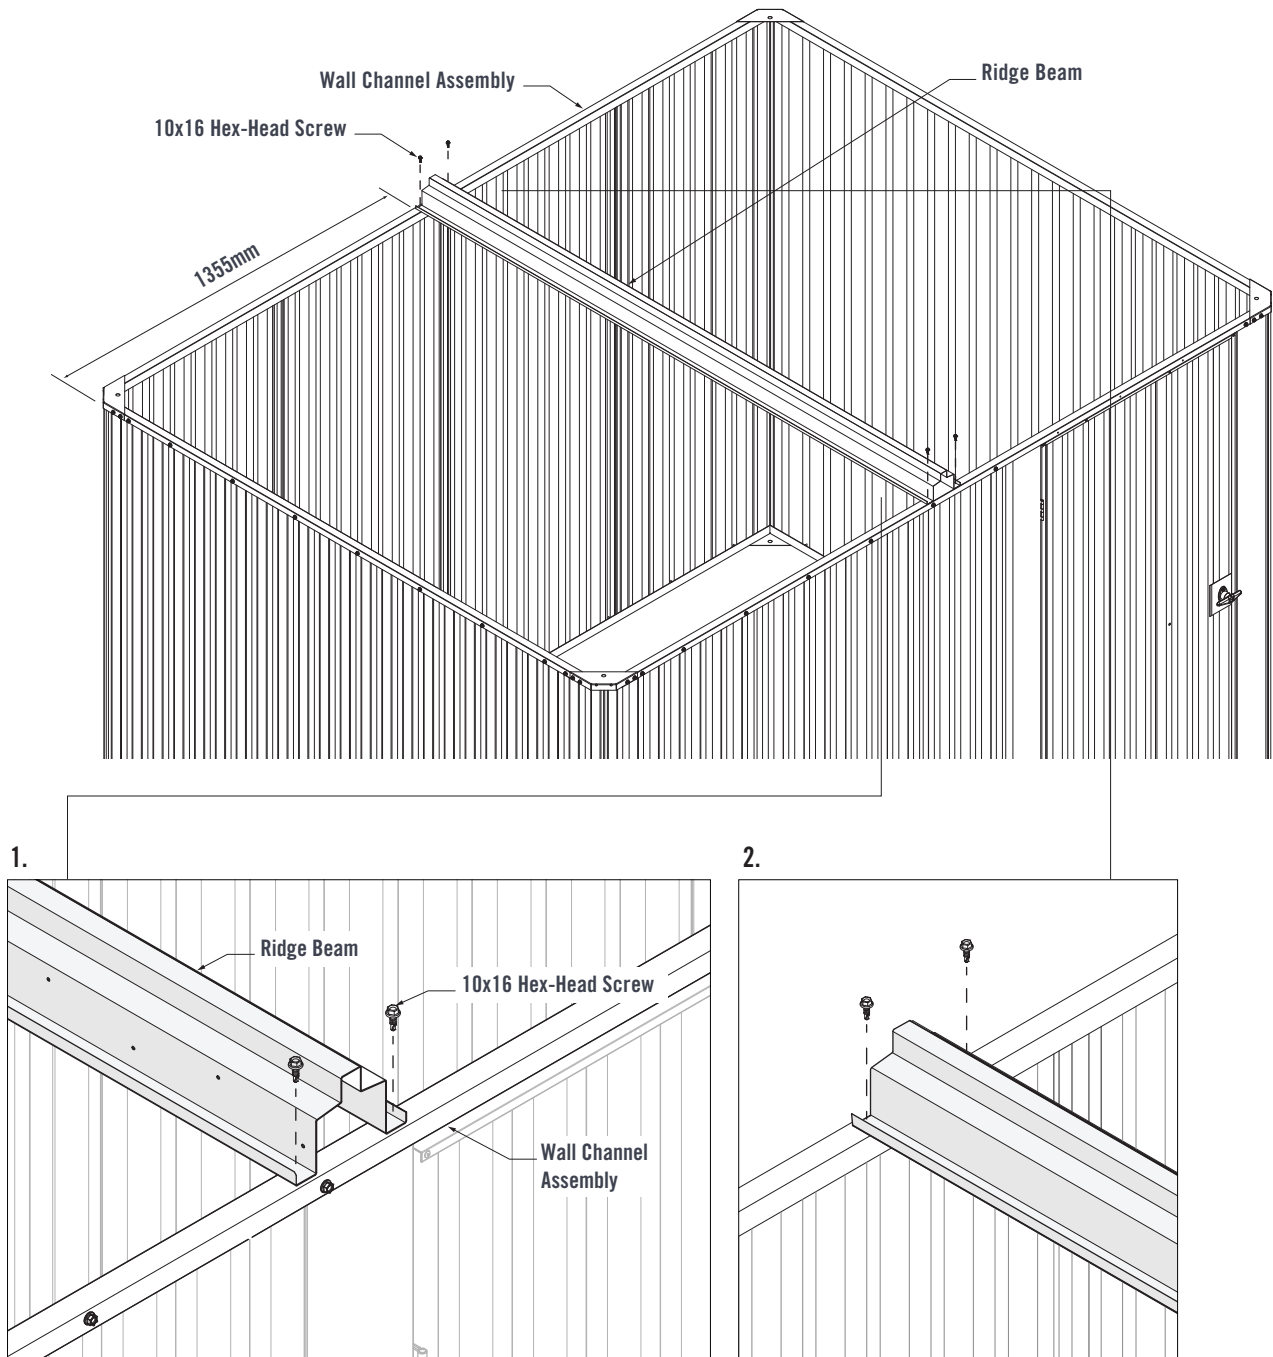 Wall Channel Assembly
Ridge Beam
10x16 Hex-Head Screw
1355mm
1.
2.
Ridge Beam
10x16 Hex-Head Screw
Wall Channel
Assembly